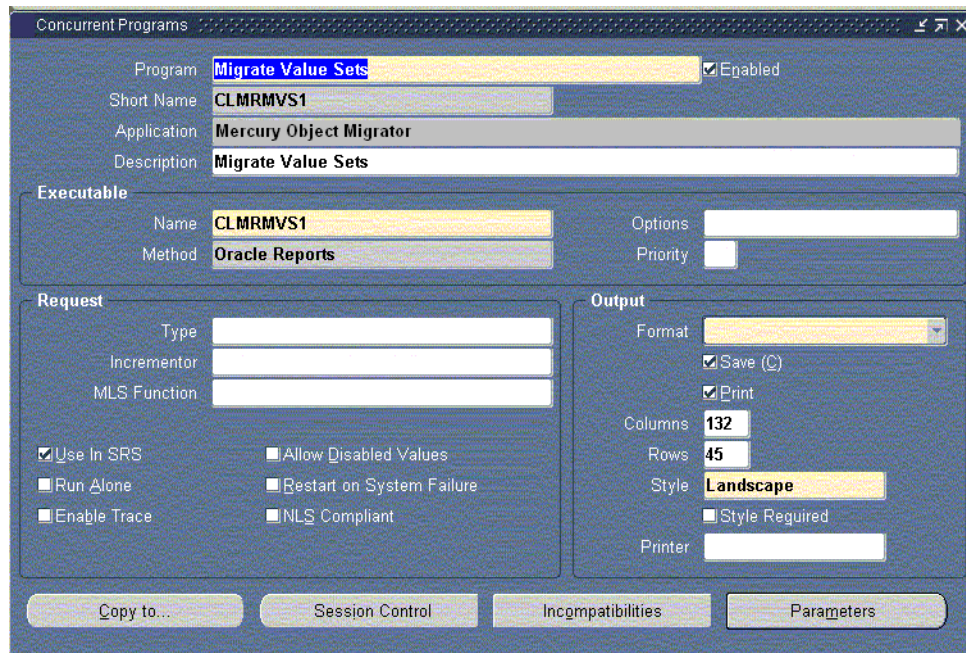 Concurrent Programs
Program Migrate Value Sets Enabled
Short Name CLMRMVS1
Application Mercury Object Migrator
Description Migrate Value Sets
Executable
Name CLMRMVS1 Options
Method Oracle Reports Priority
Request
Type
Incrementor
MLS Function
Use In SRS Allow Disabled Values
Run Alone Restart on System Failure
Enable Trace NLS Compliant
Output
Format
Save (C)
Print
Columns 132
Rows 45
Style Landscape
Style Required
Printer
Copy to... Session Control Incompatibilities Parameters